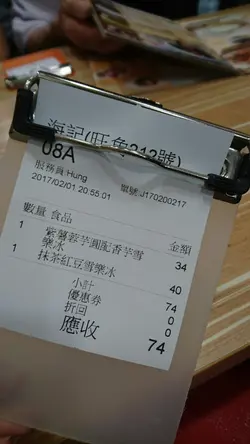 海記(旺角212號)
08A
服務員:Hung 單號:J170200217
2017/02/01 20:55:01
數量 食品 金額
1 紫薯蓉芋圓配香芋雪 34
樂冰
1 抹茶紅豆雪樂冰 40
小計 74
優惠券 0
折回 0
應收 74